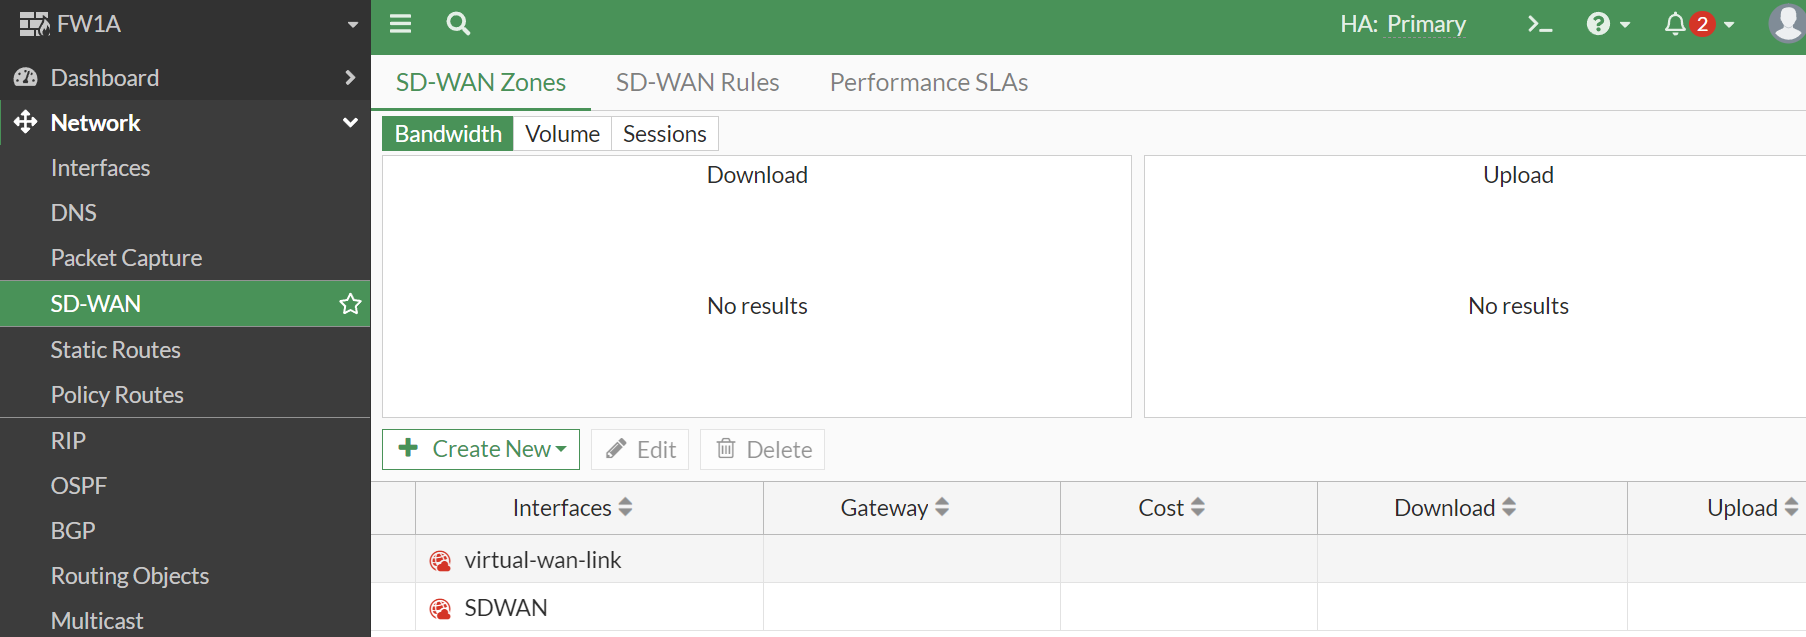 FW1A
HA: Primary
2
Dashboard
Network
Interfaces
DNS
Packet Capture
SD-WAN
Static Routes
Policy Routes
RIP
OSPF
BGP
Routing Objects
Multicast
SD-WAN Zones SD-WAN Rules Performance SLAs
Bandwidth Volume Sessions
Download
No results
Upload
No results
Create New Edit Delete
Interfaces Gateway Cost Download Upload
virtual-wan-link
SDWAN